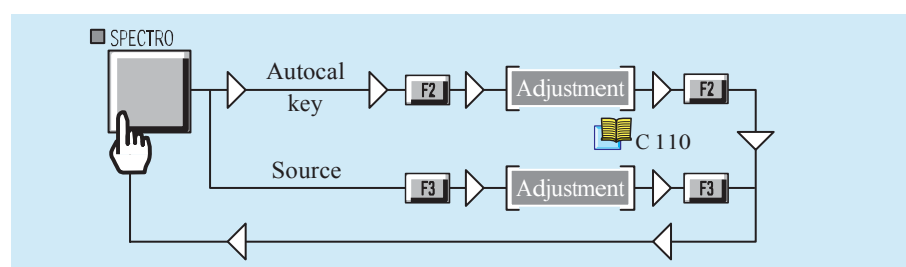 SPECTRO
Autocal
key
F2
Adjustment
F2
C 110
Source
F3
Adjustment
F3